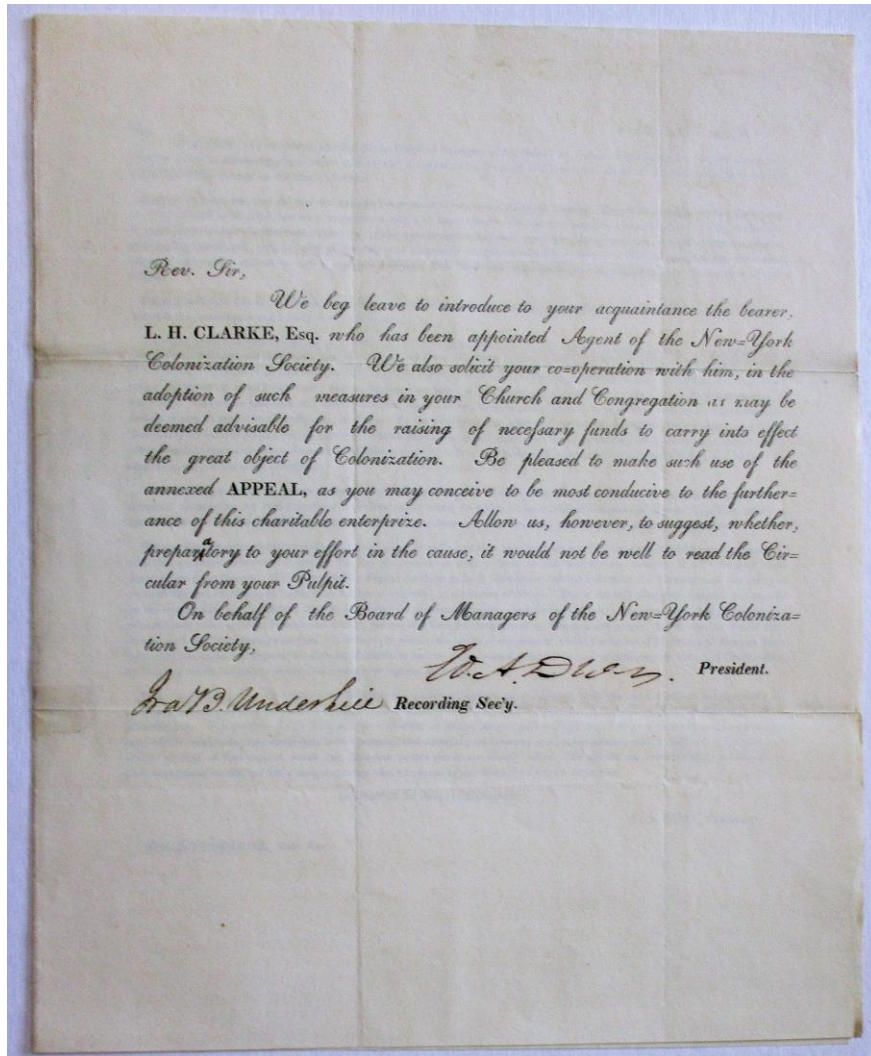 Rev. Sir,
We beg leave to introduce to your acquaintance the bearer,
L. H. CLARKE, Esq. who has been appointed Agent of the New=York
Colonization Society. We also solicit your co=operation with him, in the
adoption of such measures in your Church and Congregation as may be
deemed advisable for the raising of neceſsary funds to carry into effect
the great object of Colonization. Be pleased to make such use of the
annexed APPEAL, as you may conceive to be most conducive to the further=
ance of this charitable enterprize. Allow us, however, to suggest, whether,
preparatory to your effort in the cause, it would not be well to read the Cir=
cular from your Pulpit.
On behalf of the Board of Managers of the New=York Coloniza=
tion Society,
W. A. Duer. President.
Ira B. Underhill Recording Sec'y.